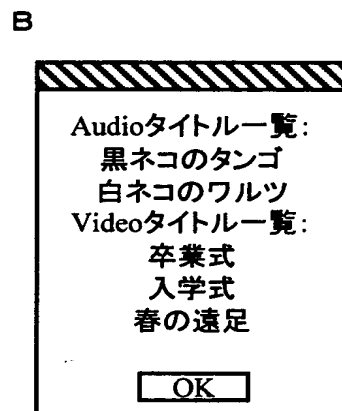 B
Audioタイトル一覧:
黒ネコのタンゴ
白ネコのワルツ
Videoタイトル一覧:
卒業式
入学式
春の遠足
OK